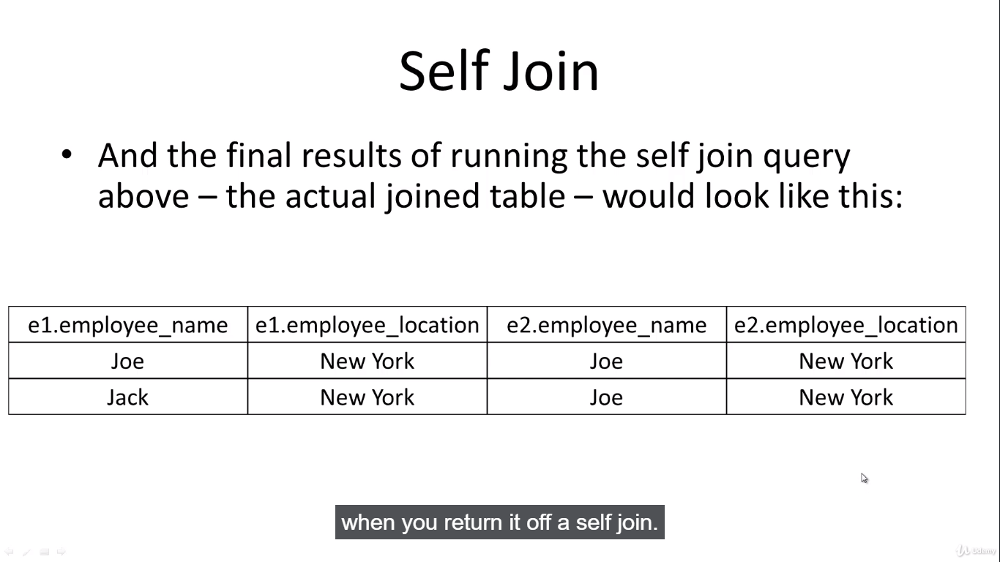 Self Join
• And the final results of running the self join query
above – the actual joined table – would look like this:
e1.employee_name e1.employee_location e2.employee_name e2.employee_location
Joe New York Joe New York
Jack New York Joe New York
when you return it off a self join.
Udemy